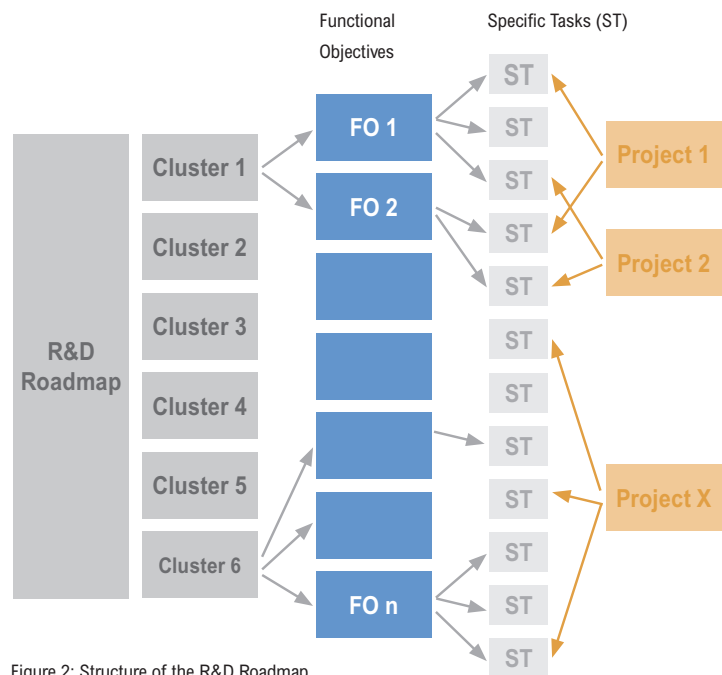 Functional
Objectives
Specific Tasks (ST)
R&D
Roadmap
Cluster 1
Cluster 2
Cluster 3
Cluster 4
Cluster 5
Cluster 6
FO 1
FO 2
FO n
ST
ST
ST
ST
ST
ST
ST
ST
ST
ST
ST
ST
Project 1
Project 2
Project X
Figure 2: Structure of the R&D Roadmap